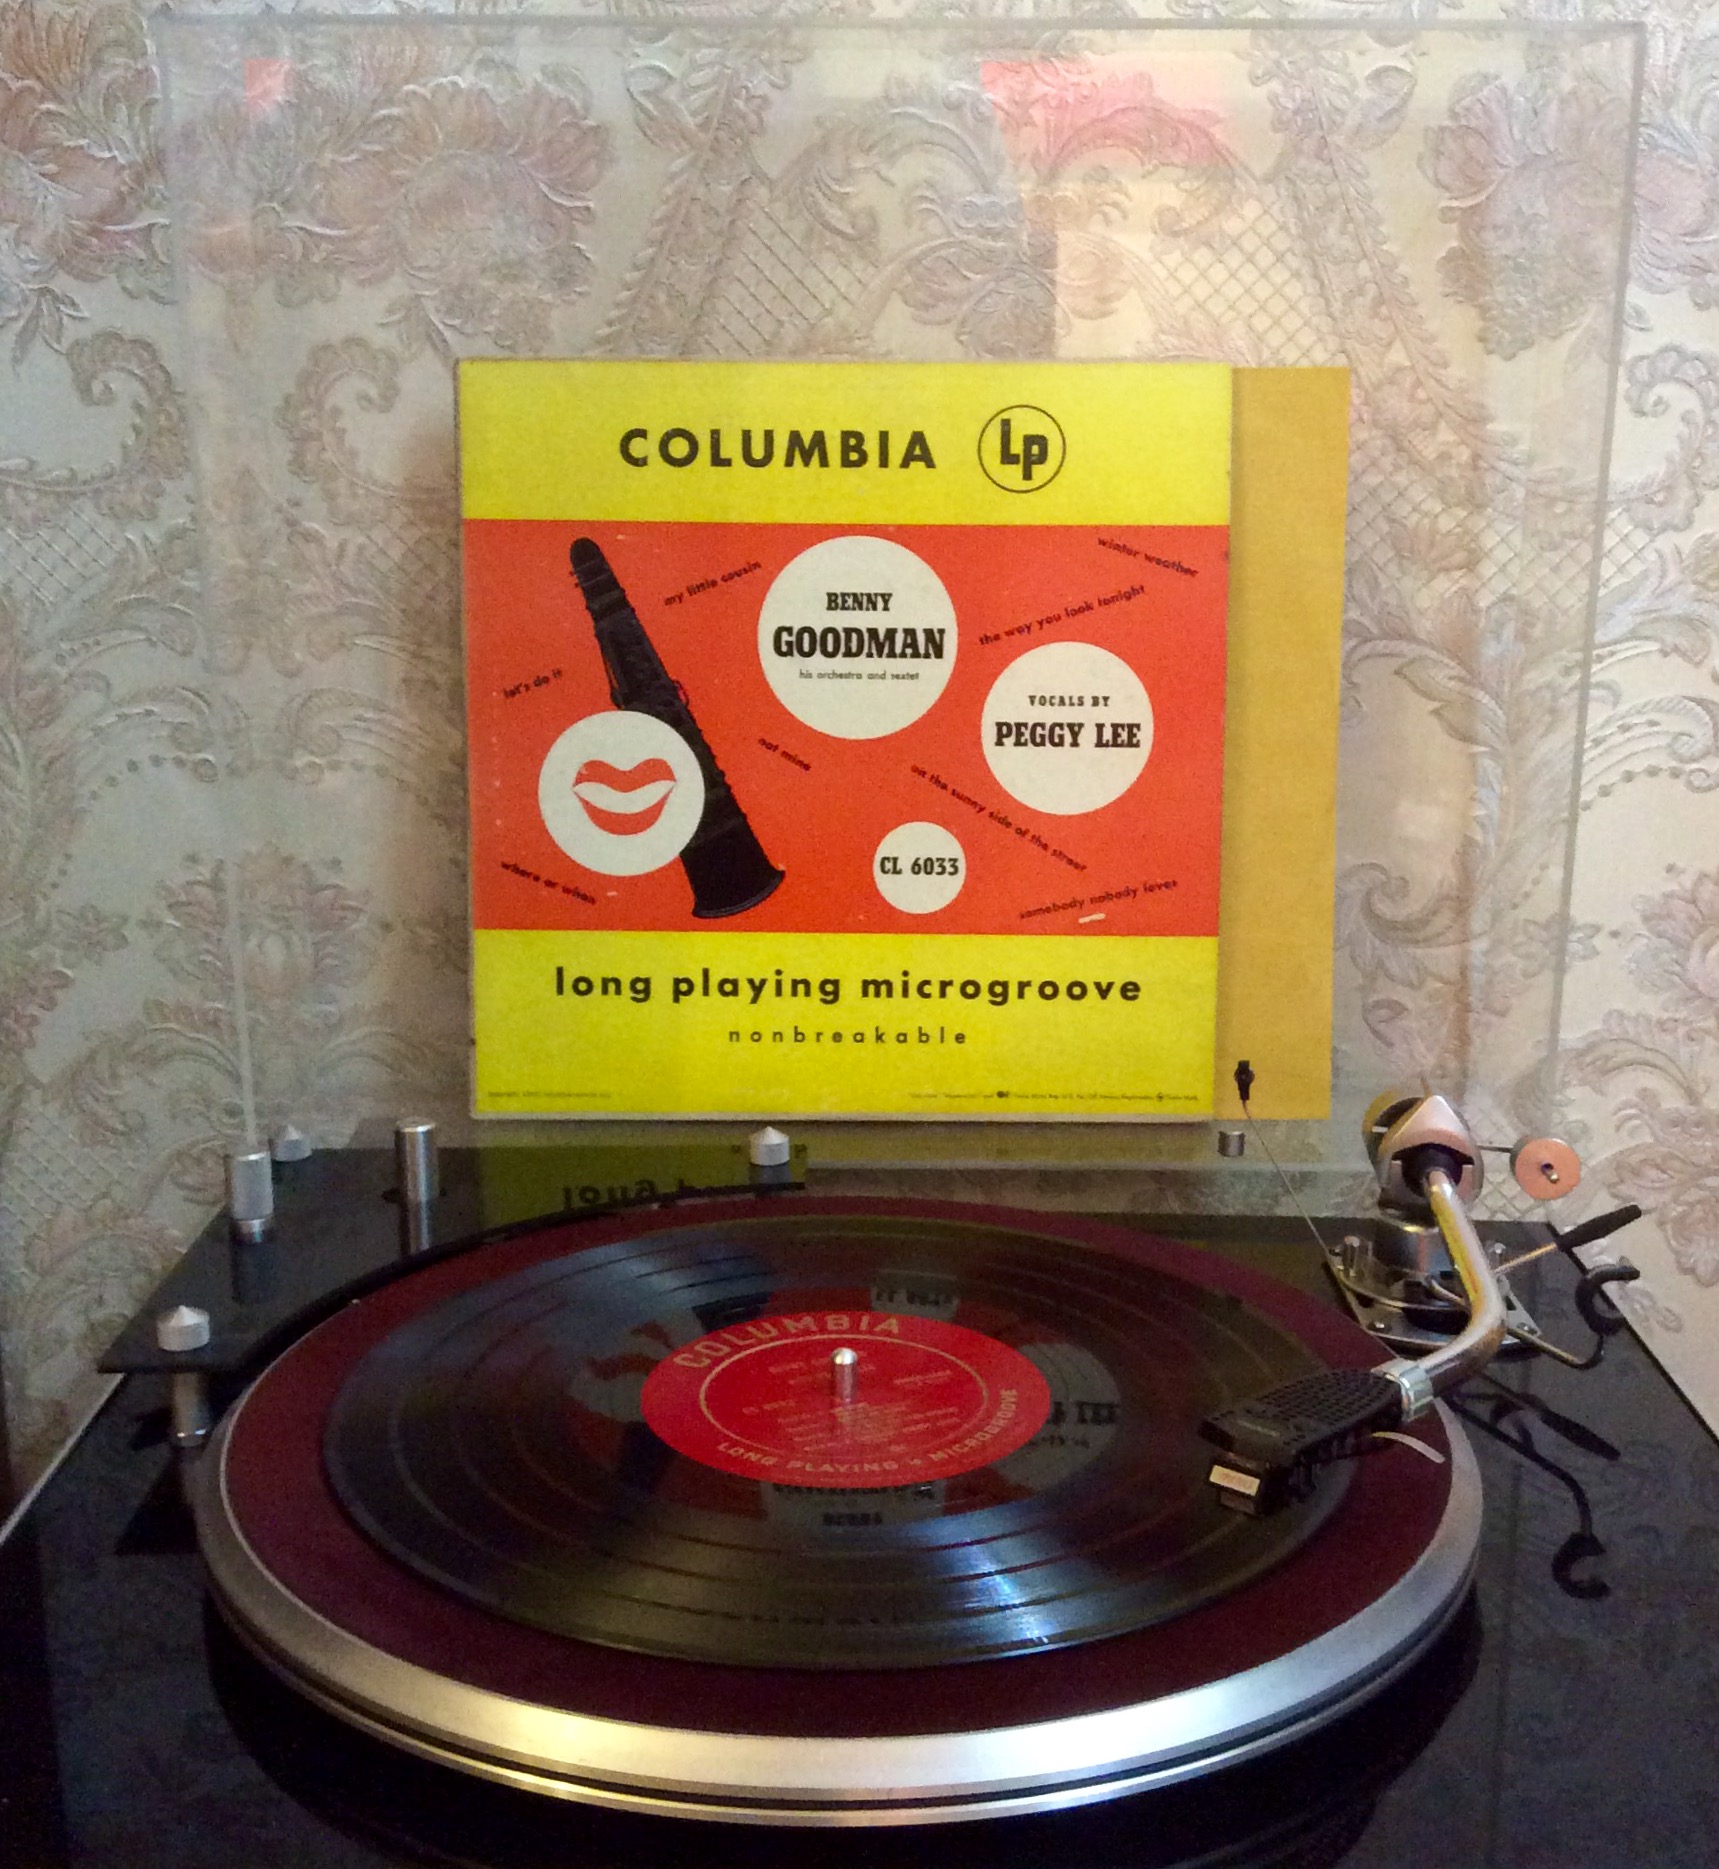 COLUMBIA Lp
winter weather
my little cousin
BENNY
GOODMAN
his orchestra and sextet
the way you look tonight
let's do it
VOCALS BY
PEGGY LEE
not mine
on the sunny side of the street
CL 6033
where or when
somebody nobody loves
long playing microgroove
nonbreakable
COLUMBIA
LONG PLAYING Lp MICROGROOVE